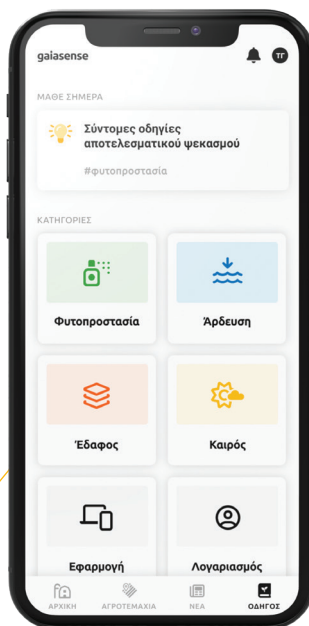 gaiasense
ΠΓ
ΜΑΘΕ ΣΗΜΕΡΑ
Σύντομες οδηγίες
αποτελεσματικού ψεκασμού
#φυτοπροστασία
ΚΑΤΗΓΟΡΙΕΣ
Φυτοπροστασία
Άρδευση
Έδαφος
Καιρός
Εφαρμογή
Λογαριασμός
ΑΡΧΙΚΗ
ΑΓΡΟΤΕΜΑΧΙΑ
ΝΕΑ
ΟΔΗΓΟΣ